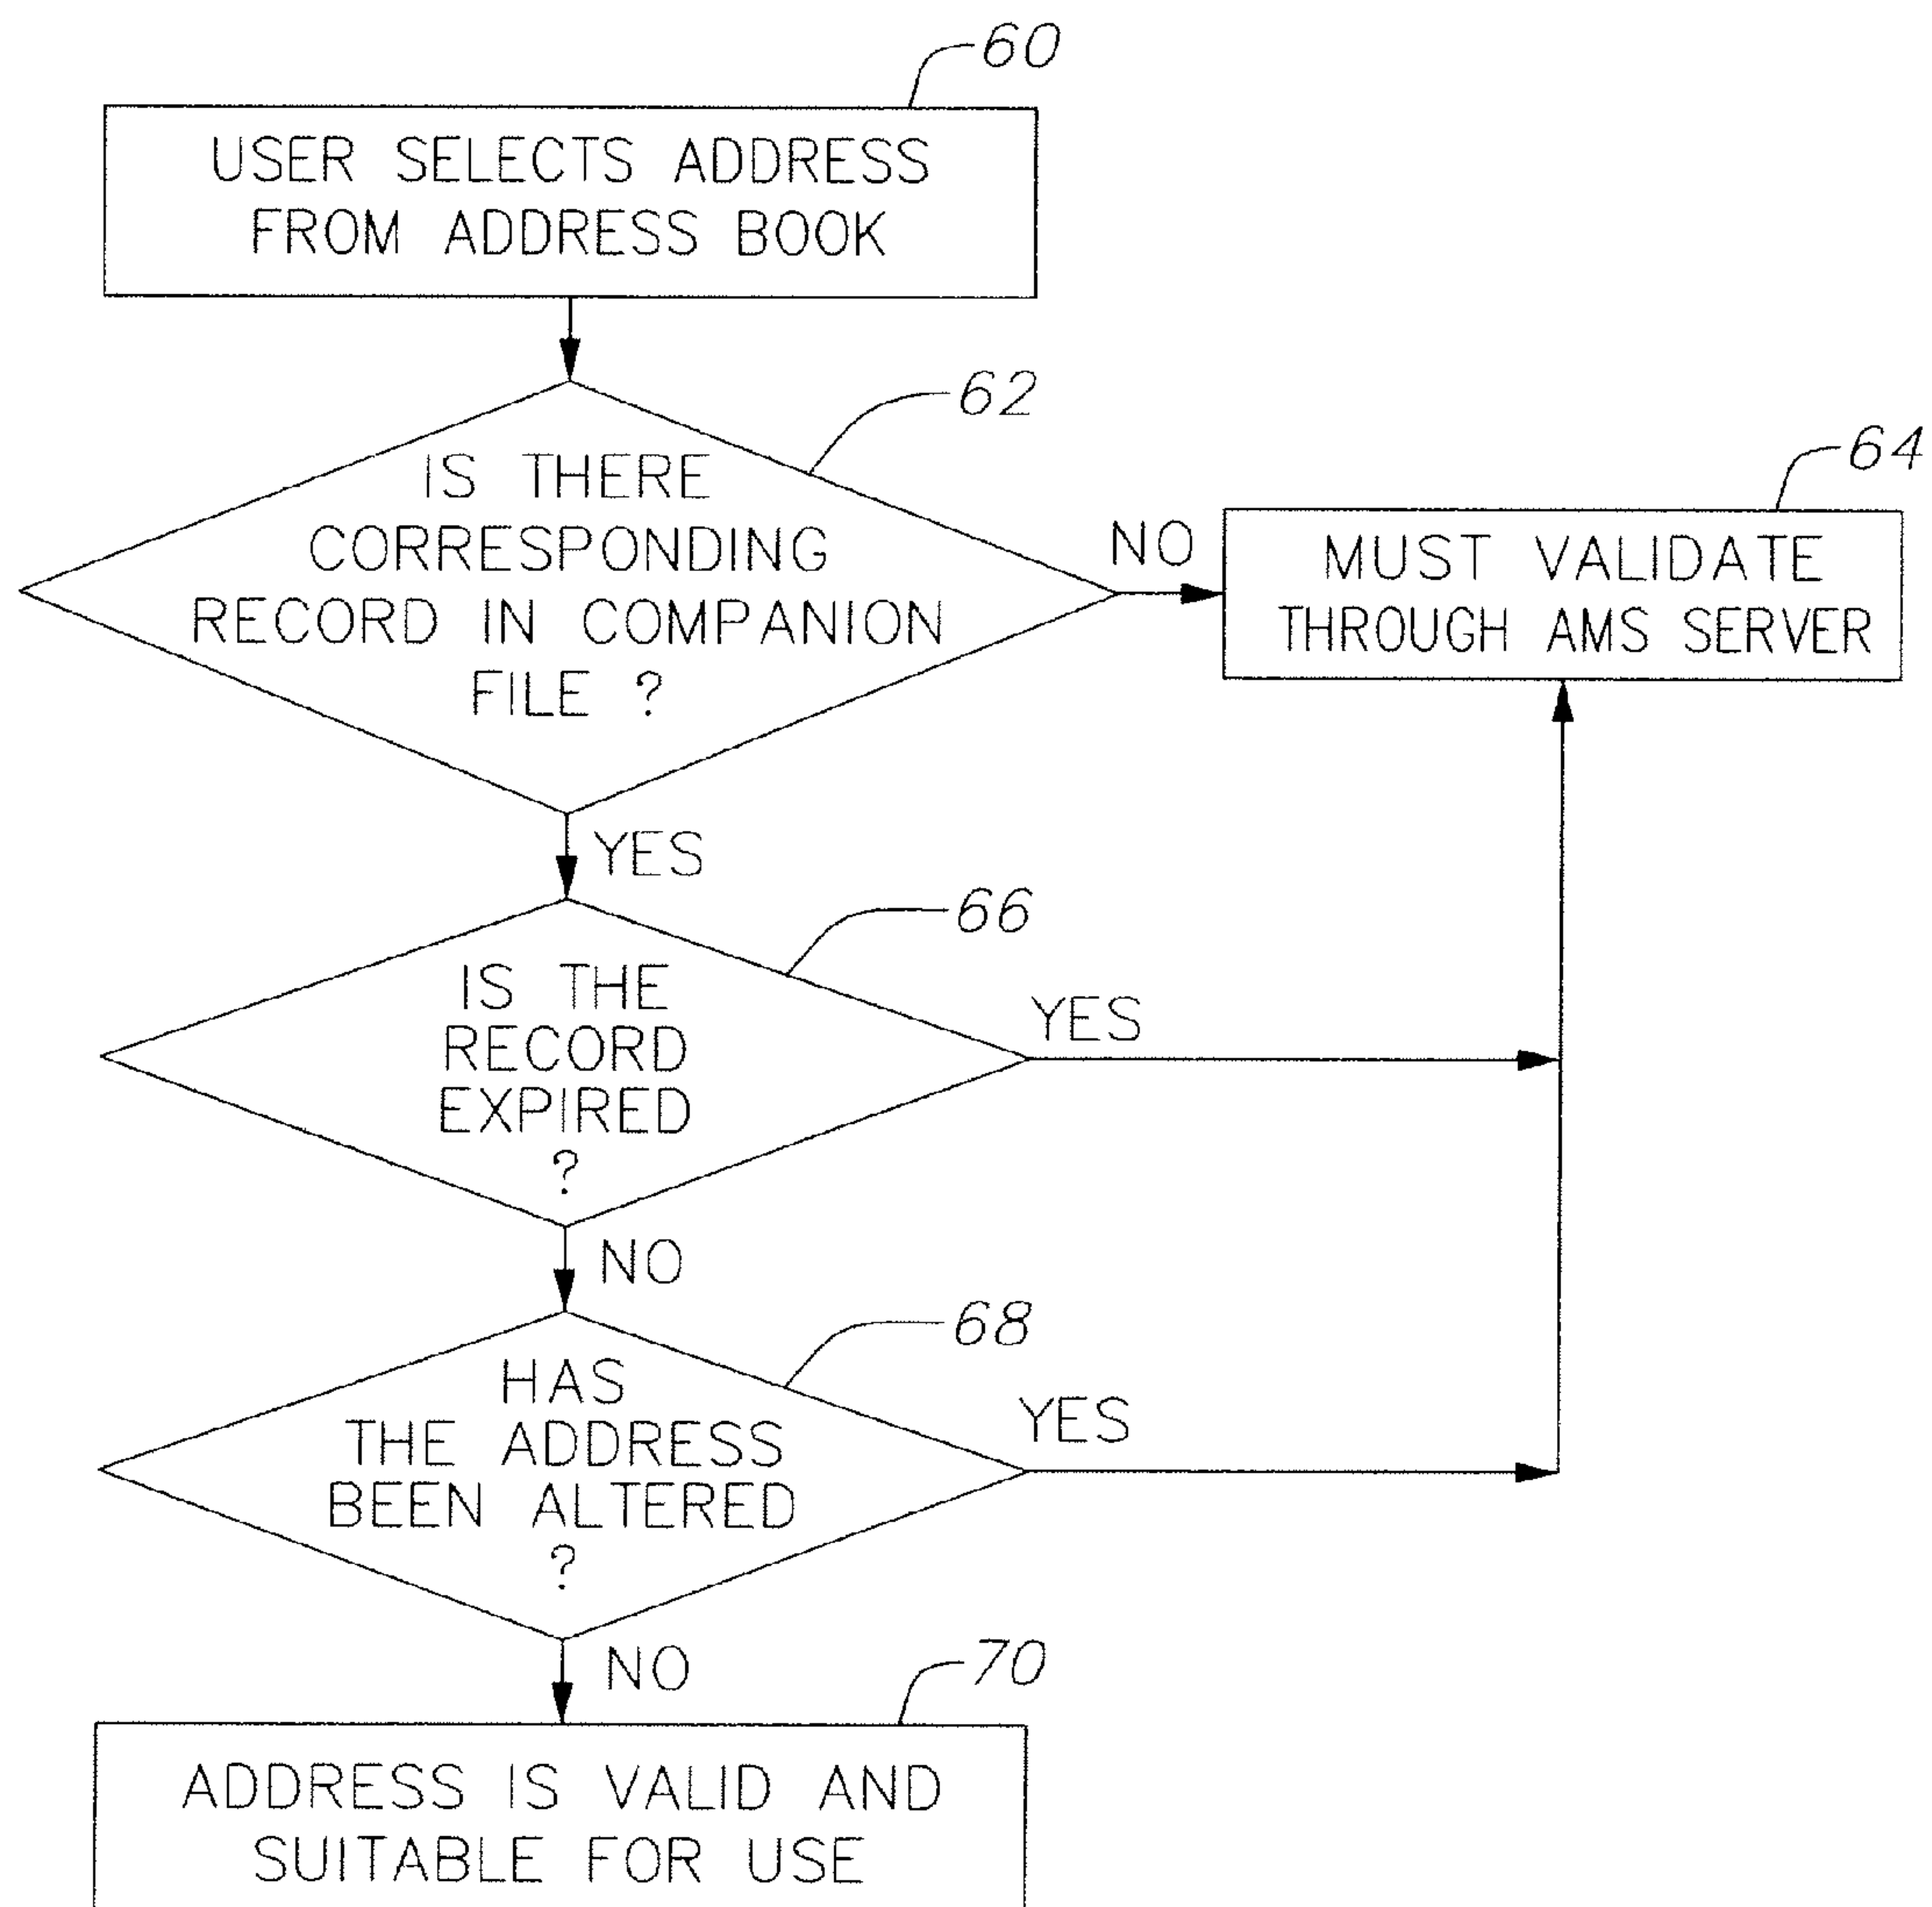 60
USER SELECTS ADDRESS
FROM ADDRESS BOOK
62
IS THERE
CORRESPONDING
RECORD IN COMPANION
FILE ?
NO
64
MUST VALIDATE
THROUGH AMS SERVER
YES
66
IS THE
RECORD
EXPIRED
?
YES
NO
68
HAS
THE ADDRESS
BEEN ALTERED
?
YES
NO
70
ADDRESS IS VALID AND
SUITABLE FOR USE